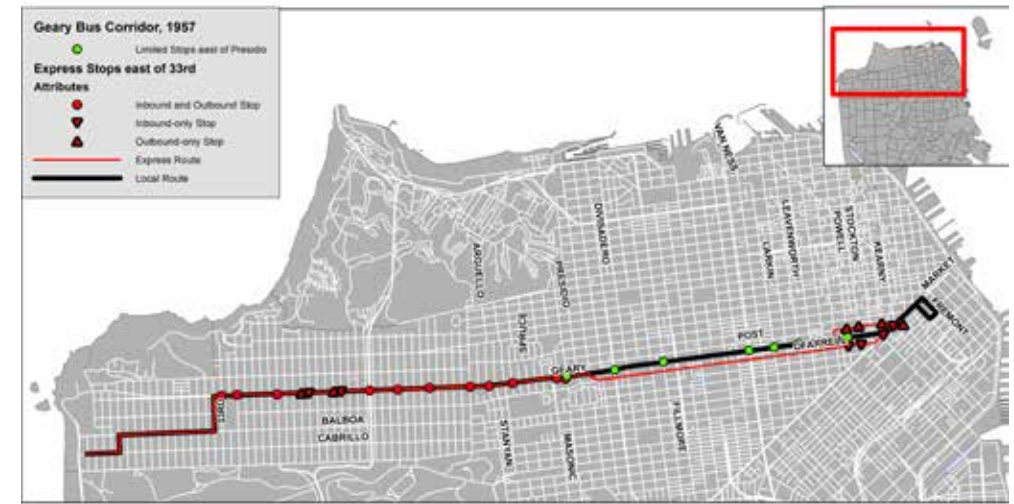 Geary Bus Corridor, 1957
Limited Stops east of Presidio
Express Stops east of 33rd
Attributes
Inbound and Outbound Stop
Inbound-only Stop
Outbound-only Stop
Express Route
Local Route
VAN NESS
DIVISADERO
LEAVENWORTH
STOCKTON
POWELL
KEARNY
ARGUELLO
PRESIDIO
LARKIN
MARKET
FREMONT
SPRUCE
POST
OFARRELL
GEARY
33RD
BALBOA
CABRILLO
STANYAN
MASONIC
FILLMORE